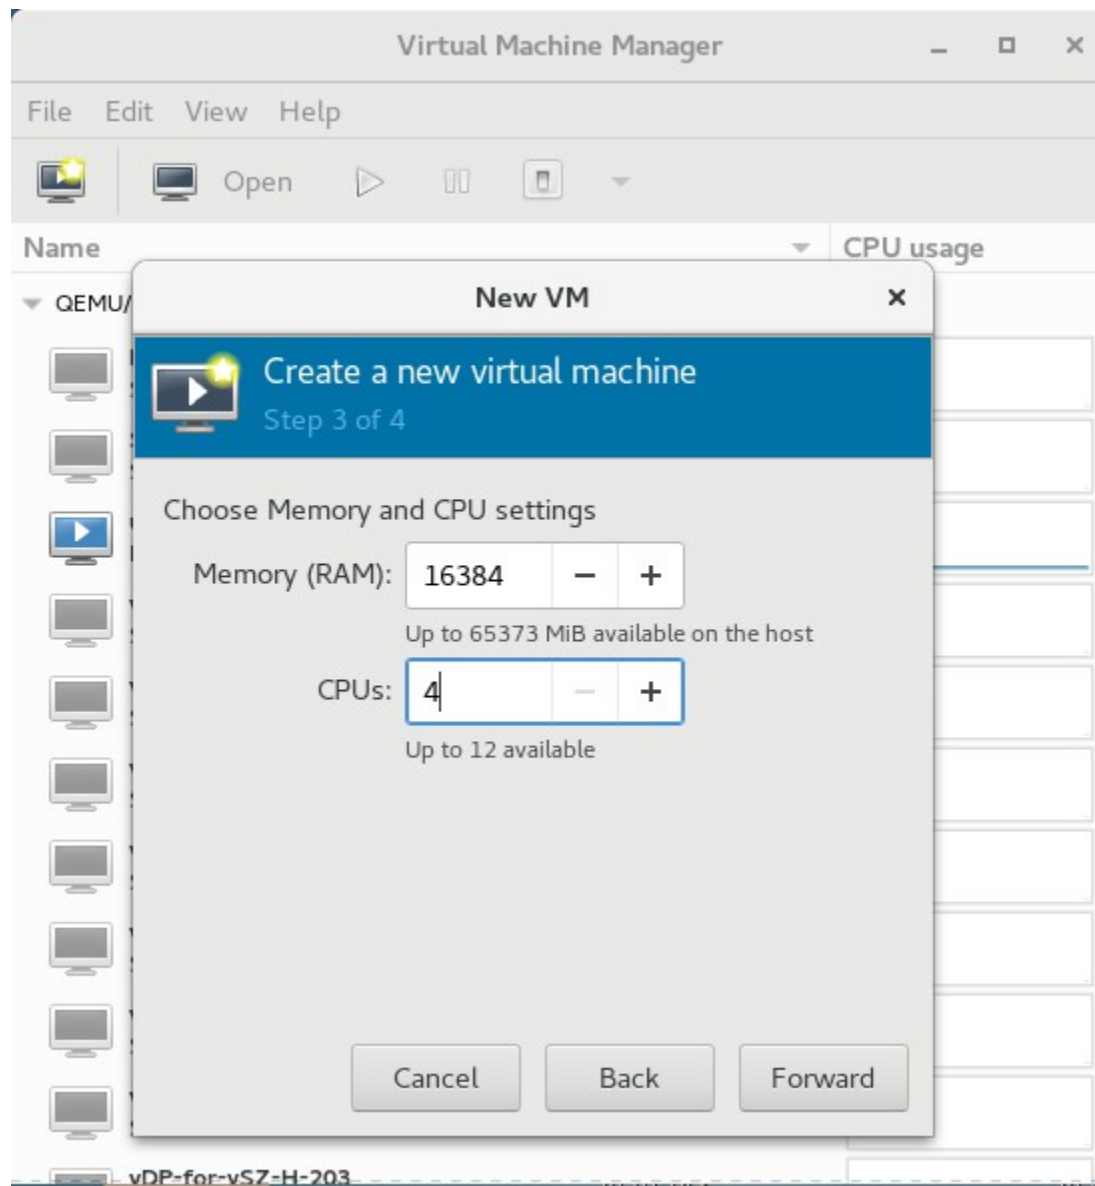 Virtual Machine Manager
File Edit View Help
Open
Name CPU usage
QEMU/
New VM
Create a new virtual machine
Step 3 of 4
Choose Memory and CPU settings
Memory (RAM): 16384
Up to 65373 MiB available on the host
CPUs: 4
Up to 12 available
Cancel Back Forward
vDP-for-vSZ-H-203